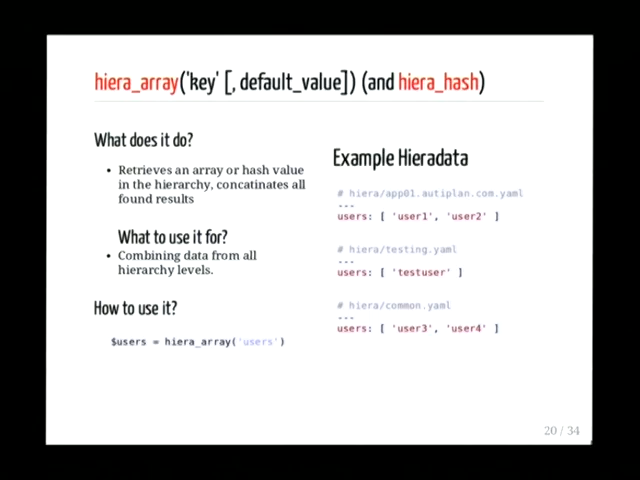 hiera_array('key' [, default_value]) (and hiera_hash)
What does it do?
• Retrieves an array or hash value
in the hierarchy, concatinates all
found results
What to use it for?
• Combining data from all
hierarchy levels.
How to use it?
$users = hiera_array('users')
Example Hieradata
# hiera/app01.autiplan.com.yaml
---
users: [ 'user1', 'user2' ]
# hiera/testing.yaml
---
users: [ 'testuser' ]
# hiera/common.yaml
---
users: [ 'user3', 'user4' ]
20 / 34